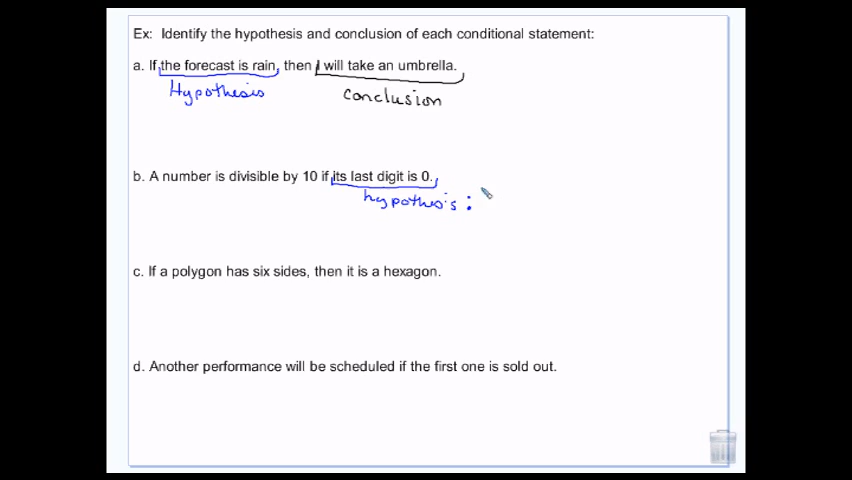 Ex: Identify the hypothesis and conclusion of each conditional statement:
a. If the forecast is rain, then I will take an umbrella.
Hypothesis conclusion
b. A number is divisible by 10 if its last digit is 0.
hypothesis :
c. If a polygon has six sides, then it is a hexagon.
d. Another performance will be scheduled if the first one is sold out.